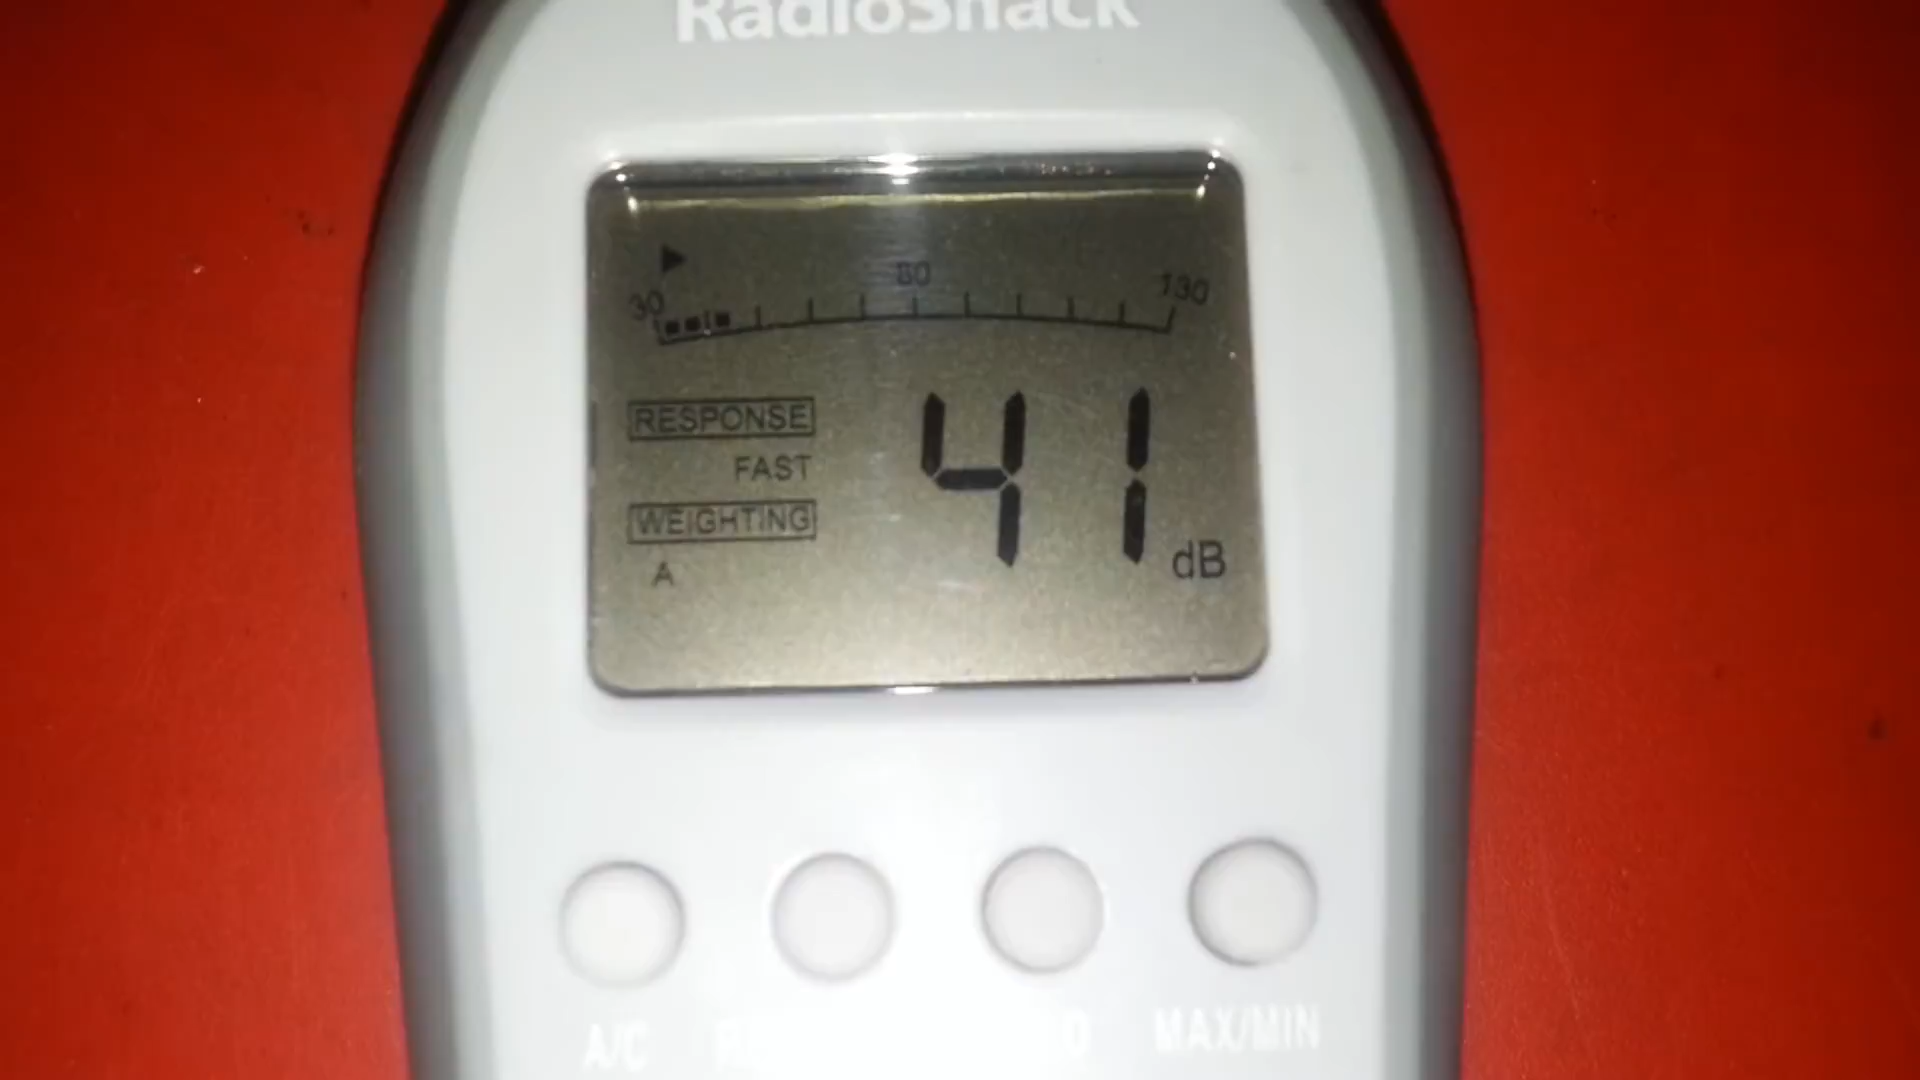 RadioShack
30 80 130
RESPONSE
FAST
WEIGHTING
A
41 dB
A/C MAX/MIN